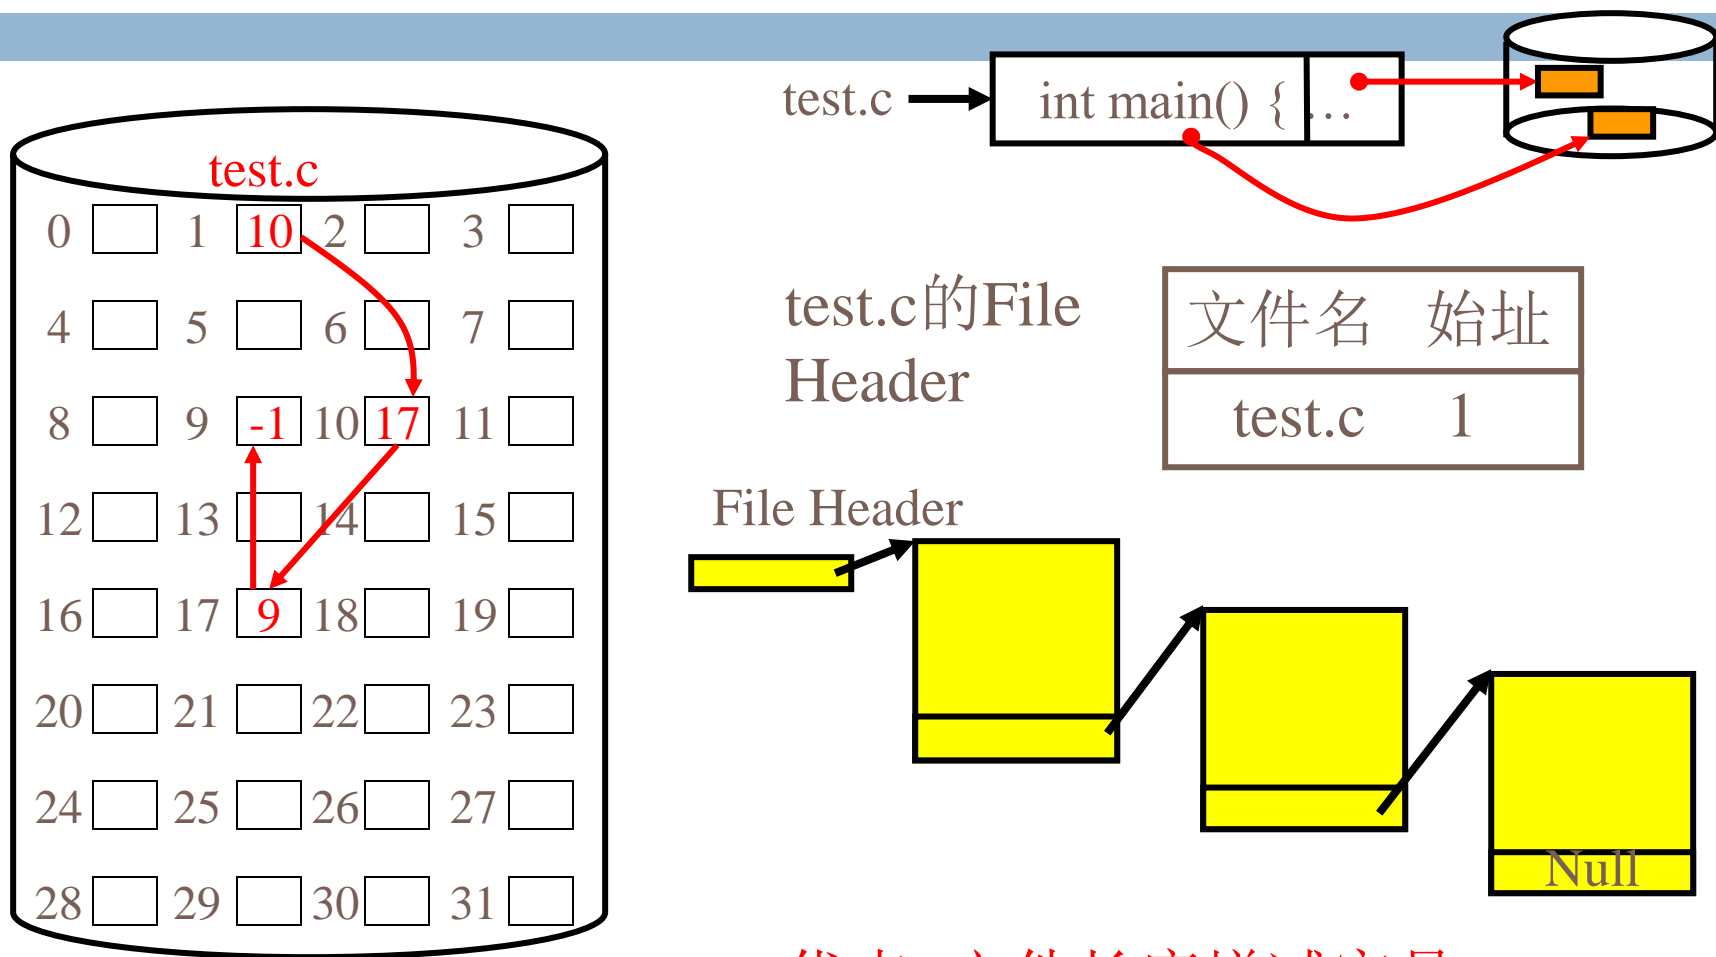 test.c
int main() { …
test.c
0 1 10 2 3
4 5 6 7
8 9 -1 10 17 11
12 13 14 15
16 17 9 18 19
20 21 22 23
24 25 26 27
28 29 30 31
test.c的File
Header
文件名 始址
test.c 1
File Header
Null